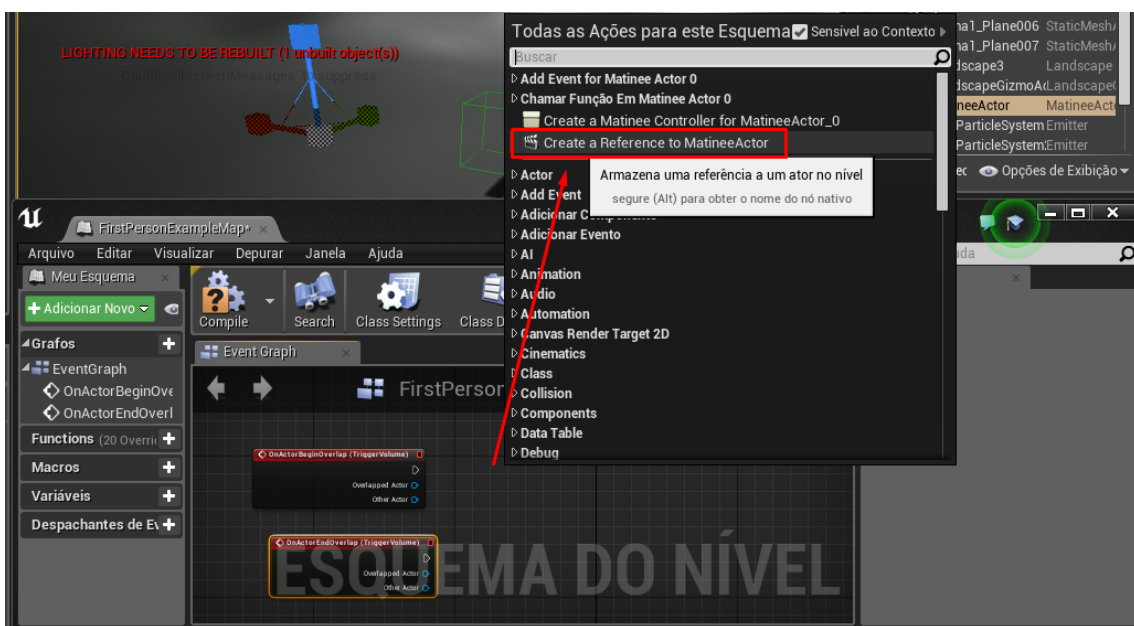 LIGHTING NEEDS TO BE REBUILT (1 unbuilt object(s))
'DisableAllScreenMessages' to suppress
Todas as Ações para este Esquema
Sensível ao Contexto
Buscar
Add Event for Matinee Actor 0
Chamar Função Em Matinee Actor 0
Create a Matinee Controller for MatineeActor_0
Create a Reference to MatineeActor
Armazena uma referência a um ator no nível
segure (Alt) para obter o nome do nó nativo
Actor
Add Event
Adicionar Componente
Adicionar Evento
AI
Animation
Audio
Automation
Canvas Render Target 2D
Cinematics
Class
Collision
Components
Data Table
Debug
na1_Plane006 StaticMesh
na1_Plane007 StaticMesh
dscape3 Landscape
dscapeGizmoAc Landscape
neeActor MatineeAct
ParticleSystem Emitter
ParticleSystem: Emitter
Opções de Exibição
FirstPersonExampleMap*
Arquivo Editar Visualizar Depurar Janela Ajuda
uda
Meu Esquema
Adicionar Novo
Compile Search Class Settings Class D
Grafos
EventGraph
OnActorBeginOve
OnActorEndOverl
Functions (20 Overri
Macros
Variáveis
Despachantes de Ev
Event Graph
FirstPerson
OnActorBeginOverlap (TriggerVolume)
Overlapped Actor
Other Actor
OnActorEndOverlap (TriggerVolume)
Overlapped Actor
Other Actor
ESQUEMA DO NÍVEL